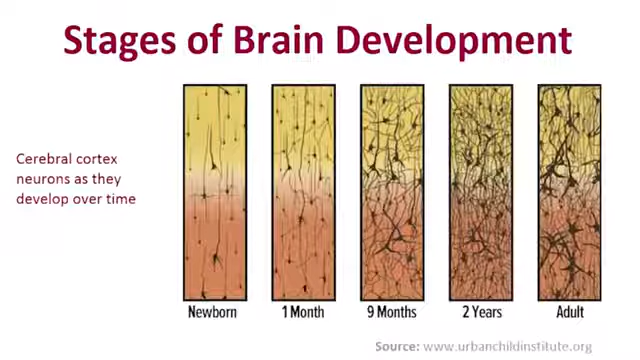 Stages of Brain Development
Cerebral cortex
neurons as they
develop over time
Newborn
1 Month
9 Months
2 Years
Adult
Source: www.urbanchildinstitute.org